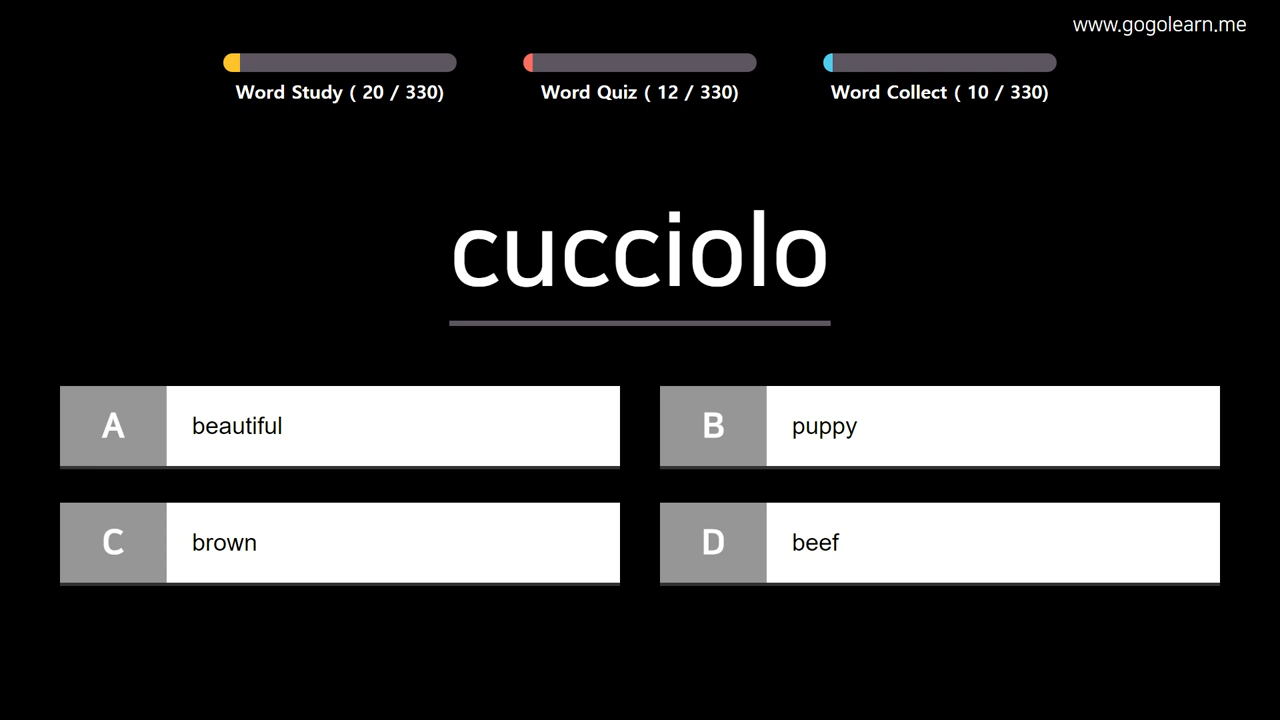 www.gogolearn.me
Word Study ( 20 / 330)
Word Quiz ( 12 / 330)
Word Collect ( 10 / 330)
cucciolo
A beautiful
B puppy
C brown
D beef